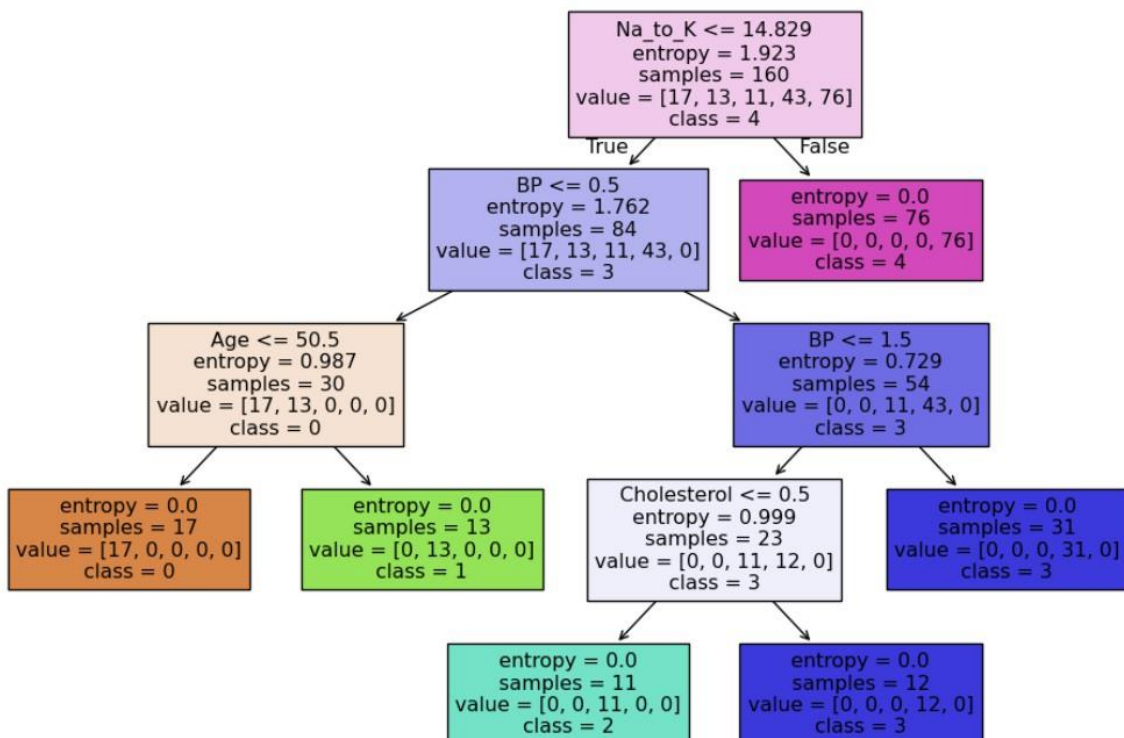 Na_to_K <= 14.829
entropy = 1.923
samples = 160
value = [17, 13, 11, 43, 76]
class = 4
True
False
BP <= 0.5
entropy = 1.762
samples = 84
value = [17, 13, 11, 43, 0]
class = 3
entropy = 0.0
samples = 76
value = [0, 0, 0, 0, 76]
class = 4
Age <= 50.5
entropy = 0.987
samples = 30
value = [17, 13, 0, 0, 0]
class = 0
BP <= 1.5
entropy = 0.729
samples = 54
value = [0, 0, 11, 43, 0]
class = 3
entropy = 0.0
samples = 17
value = [17, 0, 0, 0, 0]
class = 0
entropy = 0.0
samples = 13
value = [0, 13, 0, 0, 0]
class = 1
Cholesterol <= 0.5
entropy = 0.999
samples = 23
value = [0, 0, 11, 12, 0]
class = 3
entropy = 0.0
samples = 31
value = [0, 0, 0, 31, 0]
class = 3
entropy = 0.0
samples = 11
value = [0, 0, 11, 0, 0]
class = 2
entropy = 0.0
samples = 12
value = [0, 0, 0, 12, 0]
class = 3